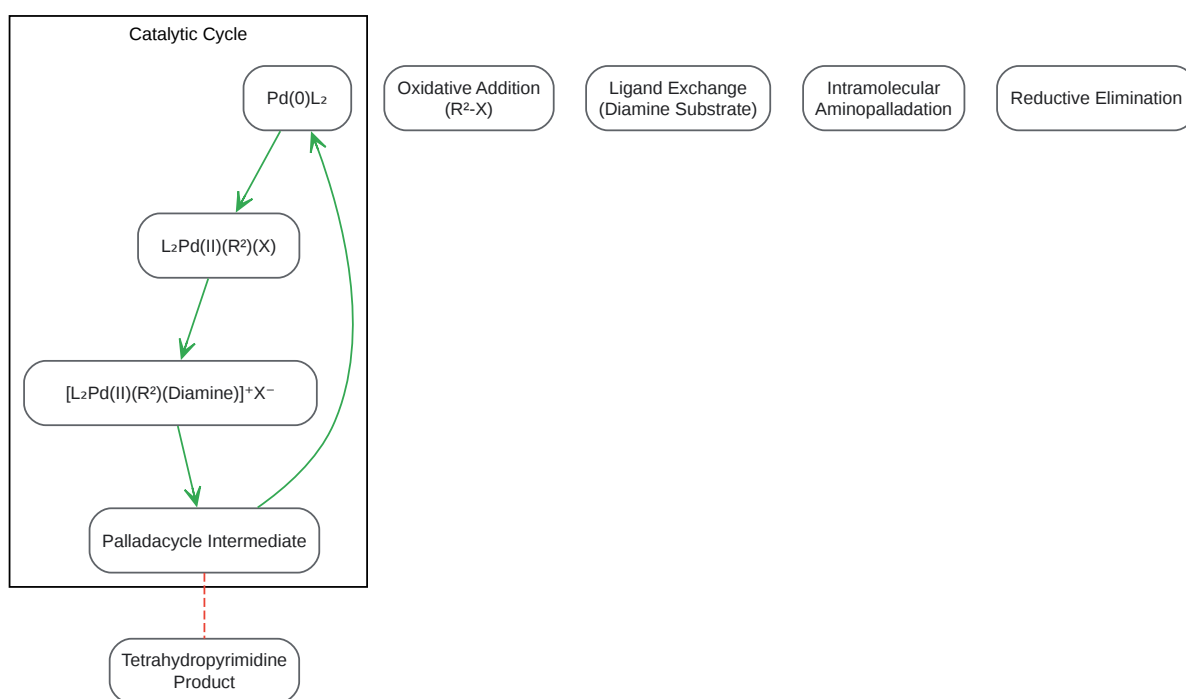 Catalytic Cycle
Pd(0)L₂
Oxidative Addition
(R²-X)
Ligand Exchange
(Diamine Substrate)
Intramolecular
Aminopalladation
Reductive Elimination
L₂Pd(II)(R²)(X)
[L₂Pd(II)(R²)(Diamine)]⁺X⁻
Palladacycle Intermediate
Tetrahydropyrimidine
Product